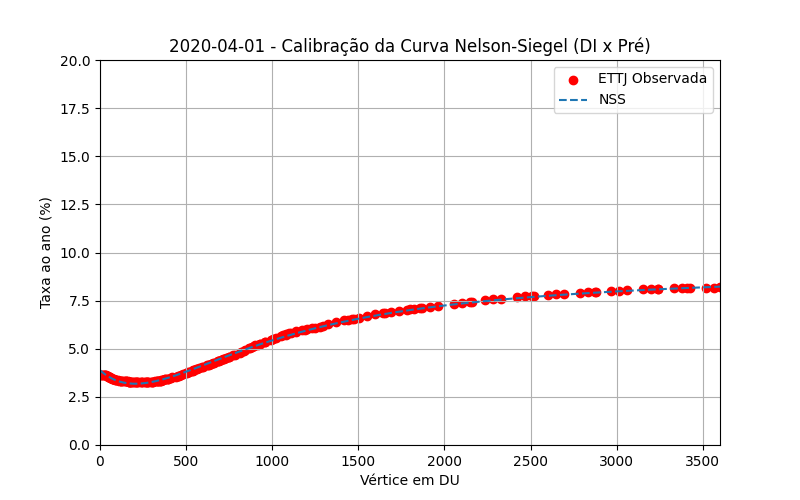 2020-04-01 - Calibração da Curva Nelson-Siegel (DI x Pré)
20.0
17.5
15.0
12.5
10.0
7.5
5.0
2.5
0.0
Taxa ao ano (%)
ETTJ Observada
NSS
0 500 1000 1500 2000 2500 3000 3500
Vértice em DU